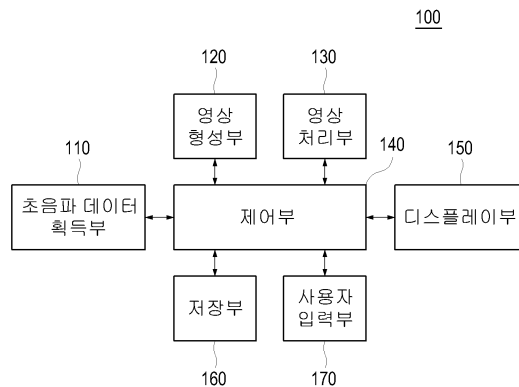 100
120
130
영상
형성부
영상
처리부
110
140
150
초음파 데이터
획득부
제어부
디스플레이부
저장부
사용자
입력부
160
170